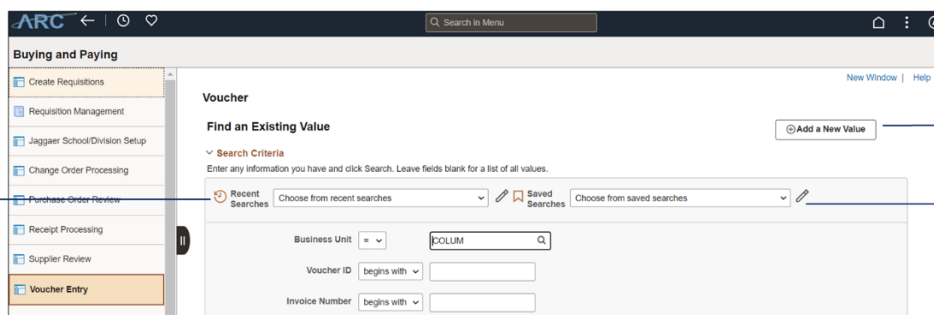 ARC
Search in Menu
Buying and Paying
Create Requisitions
Requisition Management
Jaggaer School/Division Setup
Change Order Processing
Purchase Order Review
Receipt Processing
Supplier Review
Voucher Entry
New Window | Help
Voucher
Find an Existing Value
Add a New Value
Search Criteria
Enter any information you have and click Search. Leave fields blank for a list of all values.
Recent Searches Choose from recent searches Saved Searches Choose from saved searches
Business Unit = COLUM
Voucher ID begins with
Invoice Number begins with